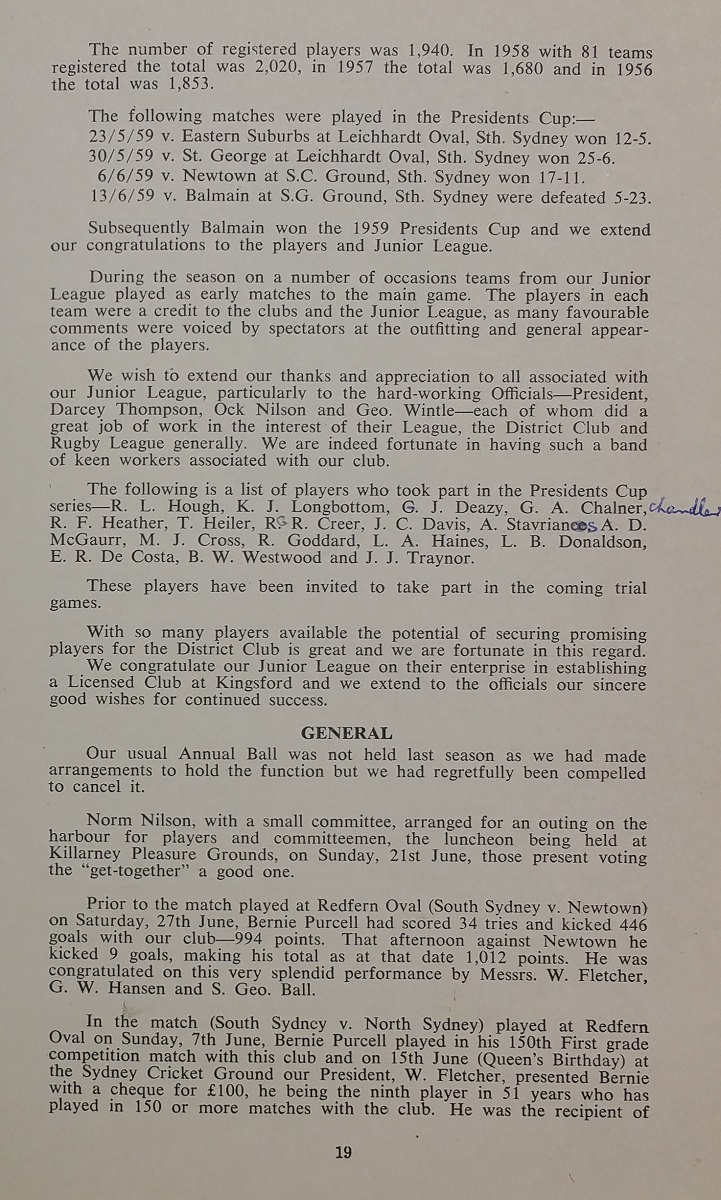 The number of registered players was 1,940. In 1958 with 81 teams
registered the total was 2,020, in 1957 the total was 1,680 and in 1956
the total was 1,853.
The following matches were played in the Presidents Cup:—
23/5/59 v. Eastern Suburbs at Leichhardt Oval, Sth. Sydney won 12-5.
30/5/59 v. St. George at Leichhardt Oval, Sth. Sydney won 25-6.
6/6/59 v. Newtown at S.C. Ground, Sth. Sydney won 17-11.
13/6/59 v. Balmain at S.G. Ground, Sth. Sydney were defeated 5-23.
Subsequently Balmain won the 1959 Presidents Cup and we extend
our congratulations to the players and Junior League.
During the season on a number of occasions teams from our Junior
League played as early matches to the main game. The players in each
team were a credit to the clubs and the Junior League, as many favourable
comments were voiced by spectators at the outfitting and general appear-
ance of the players.
We wish to extend our thanks and appreciation to all associated with
our Junior League, particularly to the hard-working Officials—President,
Darcey Thompson, Ock Nilson and Geo. Wintle—each of whom did a
great job of work in the interest of their League, the District Club and
Rugby League generally. We are indeed fortunate in having such a band
of keen workers associated with our club.
The following is a list of players who took part in the Presidents Cup
series—R. L. Hough, K. J. Longbottom, G. J. Deazy, G. A. Chalner, Chandler
R. F. Heather, T. Heiler, R. R. Creer, J. C. Davis, A. Stavrianoes A. D.
McGaurr, M. J. Cross, R. Goddard, L. A. Haines, L. B. Donaldson,
E. R. De Costa, B. W. Westwood and J. J. Traynor.
These players have been invited to take part in the coming trial
games.
With so many players available the potential of securing promising
players for the District Club is great and we are fortunate in this regard.
We congratulate our Junior League on their enterprise in establishing
a Licensed Club at Kingsford and we extend to the officials our sincere
good wishes for continued success.
GENERAL
Our usual Annual Ball was not held last season as we had made
arrangements to hold the function but we had regretfully been compelled
to cancel it.
Norm Nilson, with a small committee, arranged for an outing on the
harbour for players and committeemen, the luncheon being held at
Killarney Pleasure Grounds, on Sunday, 21st June, those present voting
the "get-together" a good one.
Prior to the match played at Redfern Oval (South Sydney v. Newtown)
on Saturday, 27th June, Bernie Purcell had scored 34 tries and kicked 446
goals with our club—994 points. That afternoon against Newtown he
kicked 9 goals, making his total as at that date 1,012 points. He was
congratulated on this very splendid performance by Messrs. W. Fletcher,
G. W. Hansen and S. Geo. Ball.
In the match (South Sydney v. North Sydney) played at Redfern
Oval on Sunday, 7th June, Bernie Purcell played in his 150th First grade
competition match with this club and on 15th June (Queen's Birthday) at
the Sydney Cricket Ground our President, W. Fletcher, presented Bernie
with a cheque for £100, he being the ninth player in 51 years who has
played in 150 or more matches with the club. He was the recipient of
19